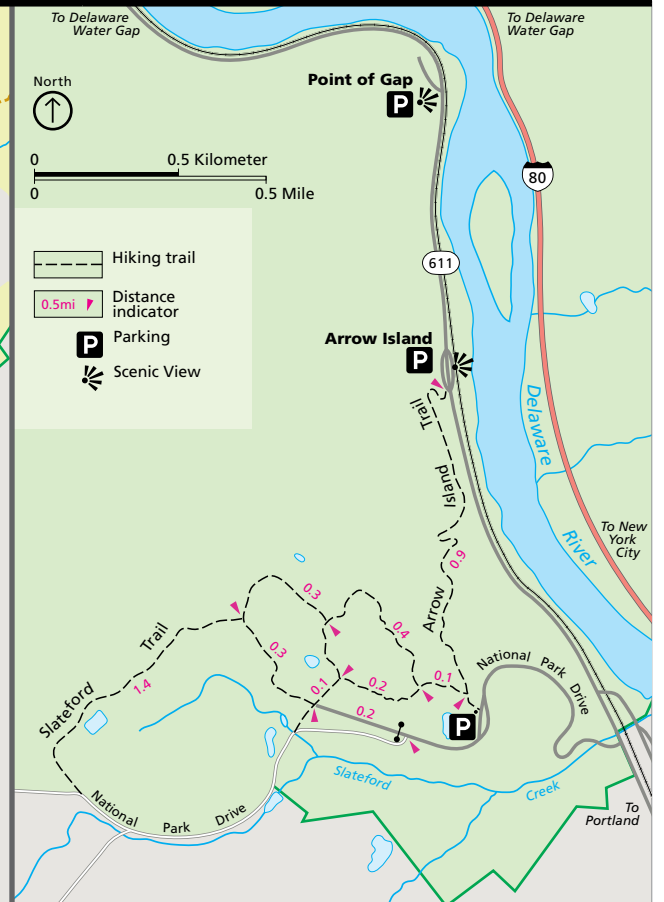 To Delaware
Water Gap
To Delaware
Water Gap
North
Point of Gap
P
0
0.5 Kilometer
0
0.5 Mile
80
611
Hiking trail
0.5mi
Distance
indicator
P
Parking
Scenic View
Arrow Island
P
Delaware
River
To New
York
City
Arrow Island Trail
0.9
0.3
0.4
0.3
0.1
0.2
0.1
0.2
Slateford Trail
1.4
National Park Drive
P
Slateford Creek
National Park Drive
To
Portland